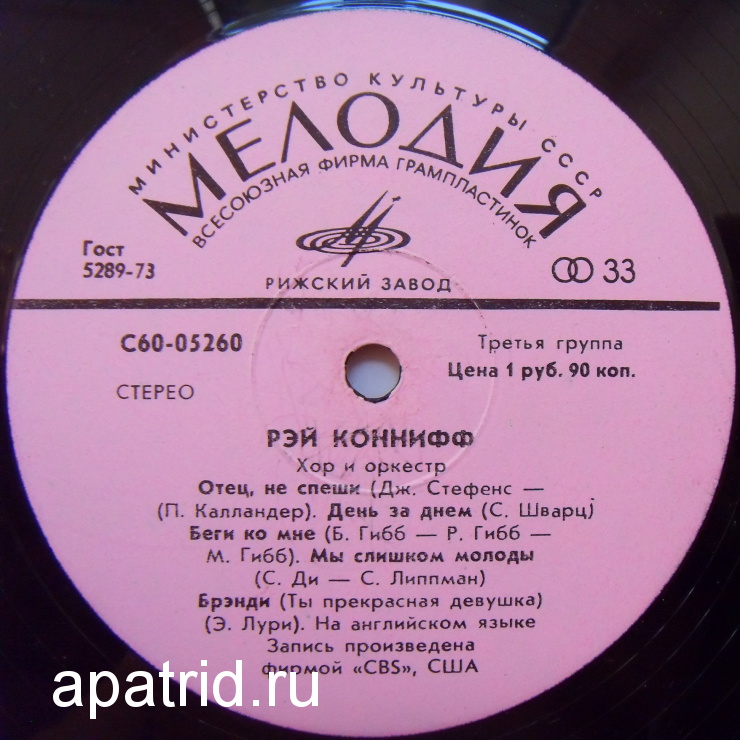 МИНИСТЕРСТВО КУЛЬТУРЫ СССР
МЕЛОДИЯ
ВСЕСОЮЗНАЯ ФИРМА ГРАМПЛАСТИНОК
Гост
5289-73
33
РИЖСКИЙ ЗАВОД
С60-05260
Третья группа
Цена 1 руб. 90 коп.
СТЕРЕО
РЭЙ КОННИФФ
Хор и оркестр
Отец, не спеши (Дж. Стефенс —
(П. Калландер). День за днем (С. Шварц)
Беги ко мне (Б. Гибб — Р. Гибб —
М. Гибб). Мы слишком молоды
(С. Ди — С. Липпман)
Брэнди (Ты прекрасная девушка)
(Э. Лури). На английском языке
Запись произведена
фирмой «CBS», США
apatrid.ru